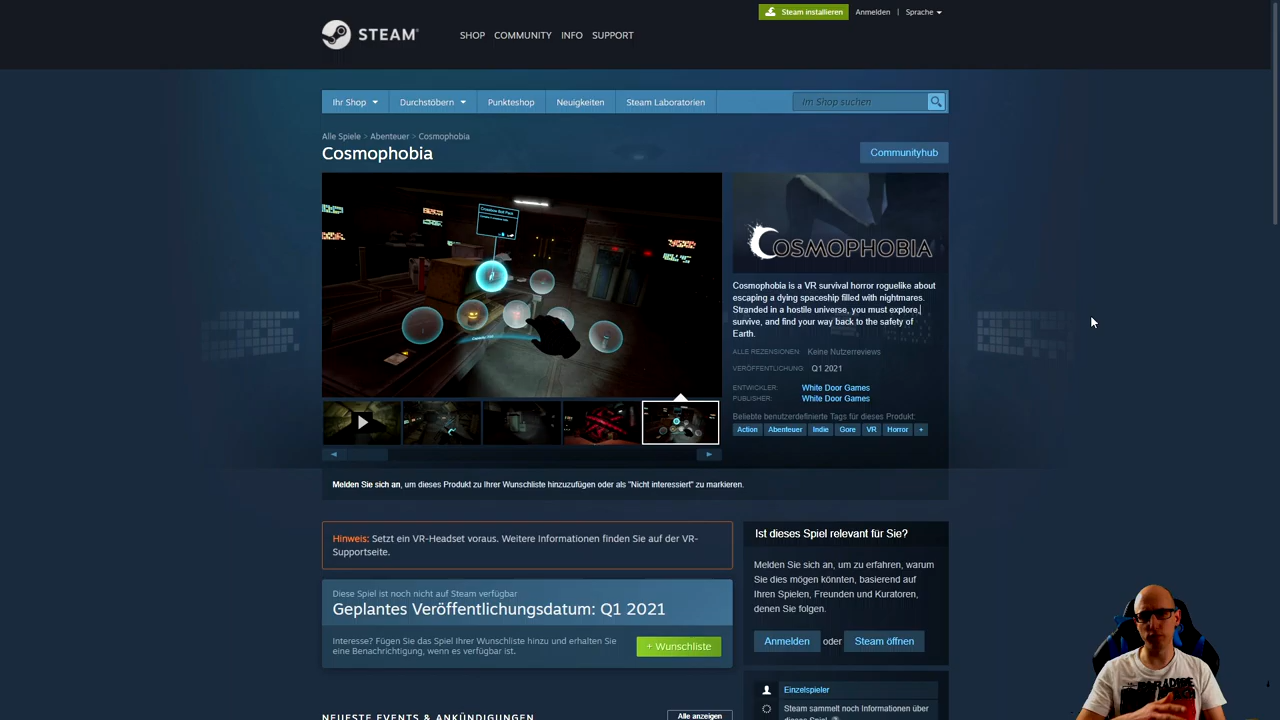 Steam installieren
Anmelden | Sprache
STEAM
SHOP COMMUNITY INFO SUPPORT
Ihr Shop Durchstöbern Punkteshop Neuigkeiten Steam Laboratorien Im Shop suchen
Alle Spiele > Abenteuer > Cosmophobia
Cosmophobia
Communityhub
COSMOPHOBIA
Cosmophobia is a VR survival horror roguelike about
escaping a dying spaceship filled with nightmares.
Stranded in a hostile universe, you must explore,
survive, and find your way back to the safety of
Earth.
ALLE REZENSIONEN: Keine Nutzerreviews
VERÖFFENTLICHUNG: Q1 2021
ENTWICKLER: White Door Games
PUBLISHER: White Door Games
Beliebte benutzerdefinierte Tags für dieses Produkt:
Action Abenteuer Indie Gore VR Horror +
Melden Sie sich an, um dieses Produkt zu Ihrer Wunschliste hinzuzufügen oder als "Nicht interessiert" zu markieren.
Hinweis: Setzt ein VR-Headset voraus. Weitere Informationen finden Sie auf der VR-
Supportseite.
Diese Spiel ist noch nicht auf Steam verfügbar
Geplantes Veröffentlichungsdatum: Q1 2021
Interesse? Fügen Sie das Spiel Ihrer Wunschliste hinzu und erhalten Sie
eine Benachrichtigung, wenn es verfügbar ist.
+ Wunschliste
NEUESTE EVENTS & ANKÜNDIGUNGEN
Alle anzeigen
Ist dieses Spiel relevant für Sie?
Melden Sie sich an, um zu erfahren, warum
Sie dies mögen könnten, basierend auf
Ihren Spielen, Freunden und Kuratoren,
denen Sie folgen.
Anmelden oder Steam öffnen
Einzelspieler
Steam sammelt noch Informationen über
dieses Spiel